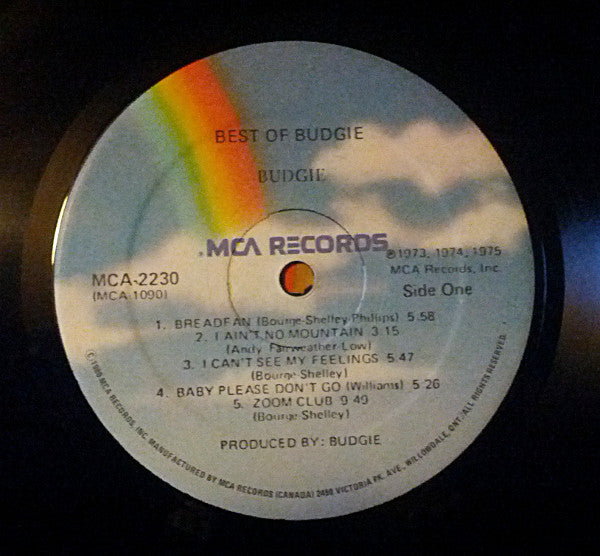 BEST OF BUDGIE
BUDGIE
MCA RECORDS
℗1973, 1974, 1975
MCA Records, Inc.
MCA-2230
(MCA-1090)
Side One
1. BREADFAN (Bourge-Shelley-Phillips) 5:58
2. I AIN'T NO MOUNTAIN 3:15
(Andy Fairweather-Low)
3. I CAN'T SEE MY FEELINGS 5:47
(Bourge-Shelley)
4. BABY PLEASE DON'T GO (Williams) 5:26
5. ZOOM CLUB 9:49
(Bourge-Shelley)
PRODUCED BY: BUDGIE
MCA RECORDS, INC. MANUFACTURED BY MCA RECORDS (CANADA) 2450 VICTORIA PK. AVE., WILLOWDALE, ONT. ALL RIGHTS RESERVED.